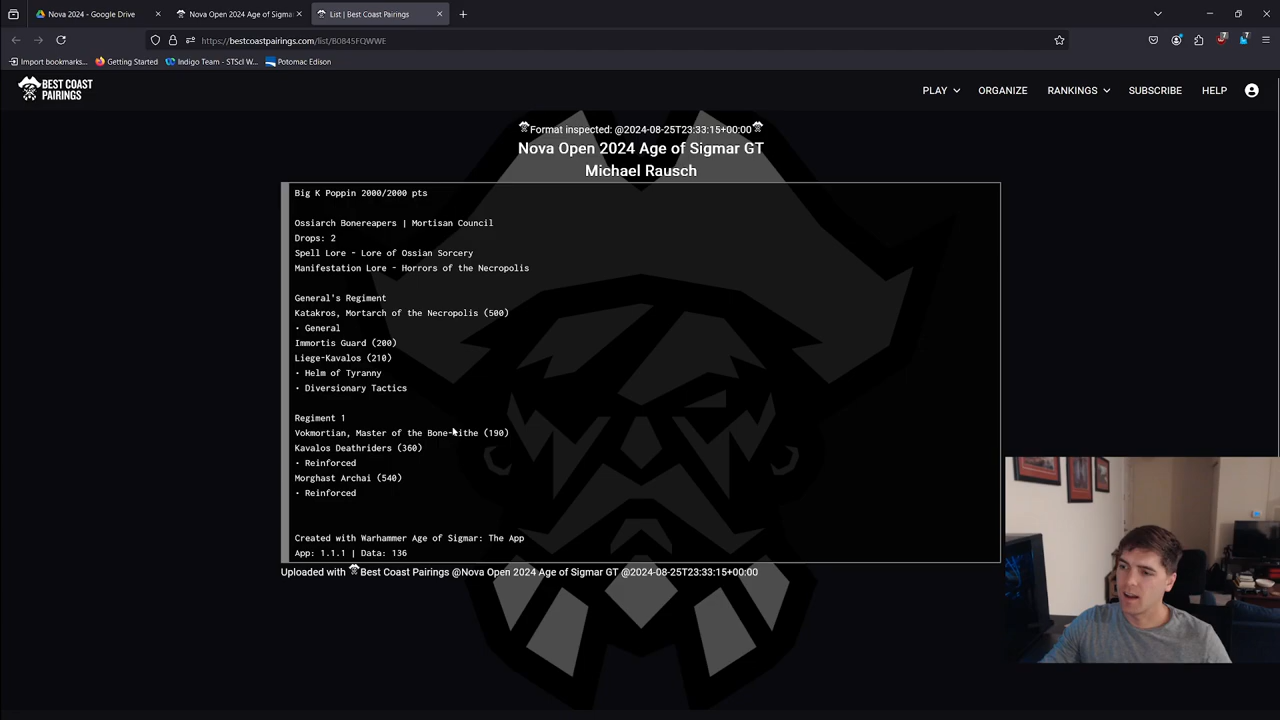 Nova 2024 - Google Drive
Nova Open 2024 Age of Sigma
List | Best Coast Pairings
https://bestcoastpairings.com/list/B0845FQWWE
Import bookmarks...
Getting Started
Indigo Team - STScI W...
Potomac Edison
BEST COAST
PAIRINGS
PLAY
ORGANIZE
RANKINGS
SUBSCRIBE
HELP
Format inspected: @2024-08-25T23:33:15+00:00
Nova Open 2024 Age of Sigmar GT
Michael Rausch
Big K Poppin 2000/2000 pts
Ossiarch Bonereapers | Mortisan Council
Drops: 2
Spell Lore - Lore of Ossian Sorcery
Manifestation Lore - Horrors of the Necropolis
General's Regiment
Katakros, Mortarch of the Necropolis (500)
• General
Immortis Guard (200)
Liege-Kavalos (210)
• Helm of Tyranny
• Diversionary Tactics
Regiment 1
Vokmortian, Master of the Bone-tithe (190)
Kavalos Deathriders (360)
• Reinforced
Morghast Archai (540)
• Reinforced
Created with Warhammer Age of Sigmar: The App
App: 1.1.1 | Data: 136
Uploaded with Best Coast Pairings @Nova Open 2024 Age of Sigmar GT @2024-08-25T23:33:15+00:00